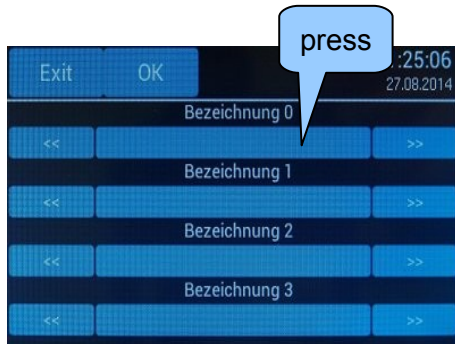 press
Exit OK :25:06
27.08.2014
Bezeichnung 0
<< >>
Bezeichnung 1
<< >>
Bezeichnung 2
<< >>
Bezeichnung 3
<< >>